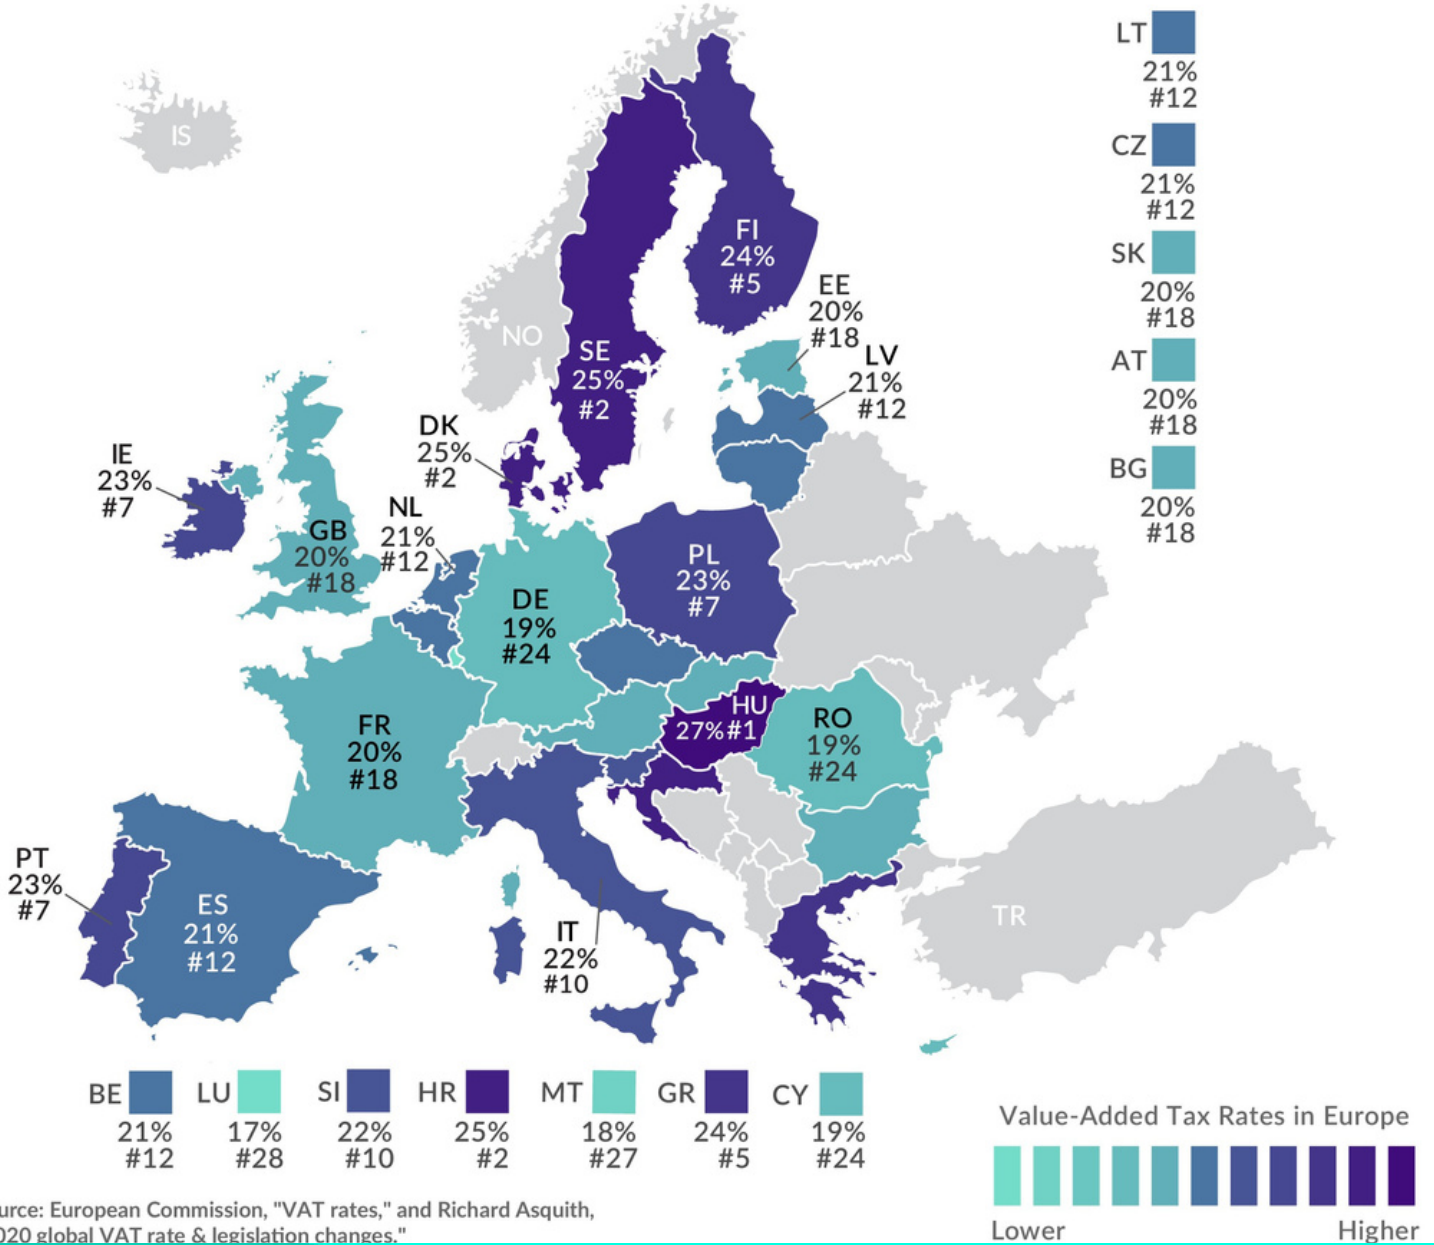 IS
NO
SE
25%
#2
FI
24%
#5
EE
20%
#18
LV
21%
#12
DK
25%
#2
IE
23%
#7
GB
20%
#18
NL
21%
#12
DE
19%
#24
PL
23%
#7
FR
20%
#18
HU
27% #1
RO
19%
#24
PT
23%
#7
ES
21%
#12
IT
22%
#10
TR
LT
21%
#12
CZ
21%
#12
SK
20%
#18
AT
20%
#18
BG
20%
#18
BE
21%
#12
LU
17%
#28
SI
22%
#10
HR
25%
#2
MT
18%
#27
GR
24%
#5
CY
19%
#24
Value-Added Tax Rates in Europe
Lower
Higher
urce: European Commission, "VAT rates," and Richard Asquith,
020 global VAT rate & legislation changes."